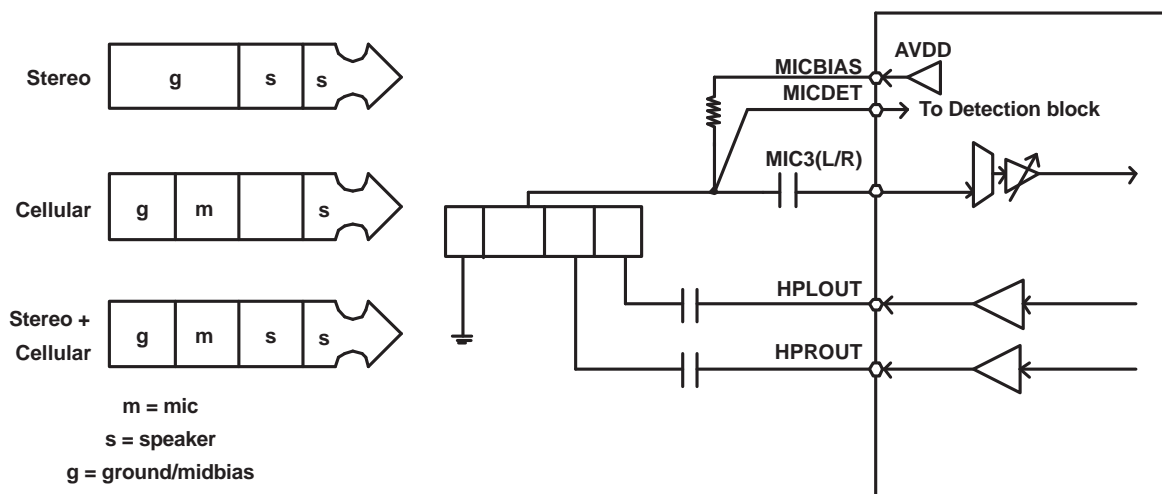 Stereo
g s s
Cellular
g m s
Stereo +
Cellular
g m s s
m = mic
s = speaker
g = ground/midbias
AVDD
MICBIAS
MICDET
To Detection block
MIC3(L/R)
HPLOUT
HPROUT